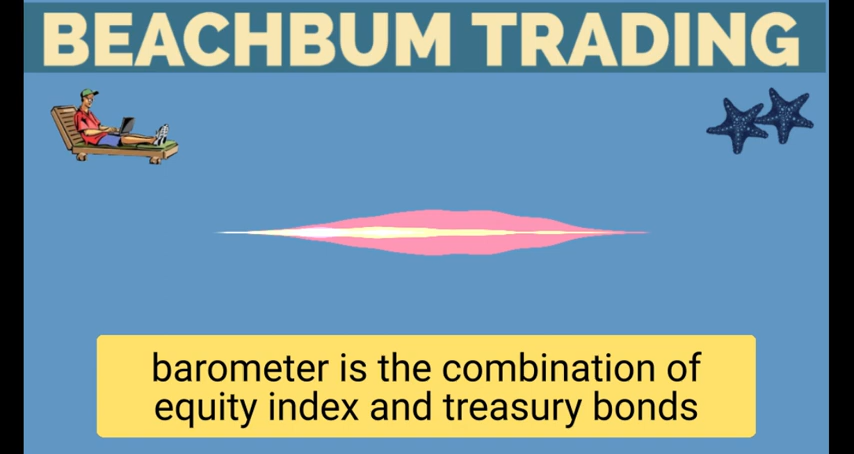 BEACHBUM TRADING
barometer is the combination of
equity index and treasury bonds